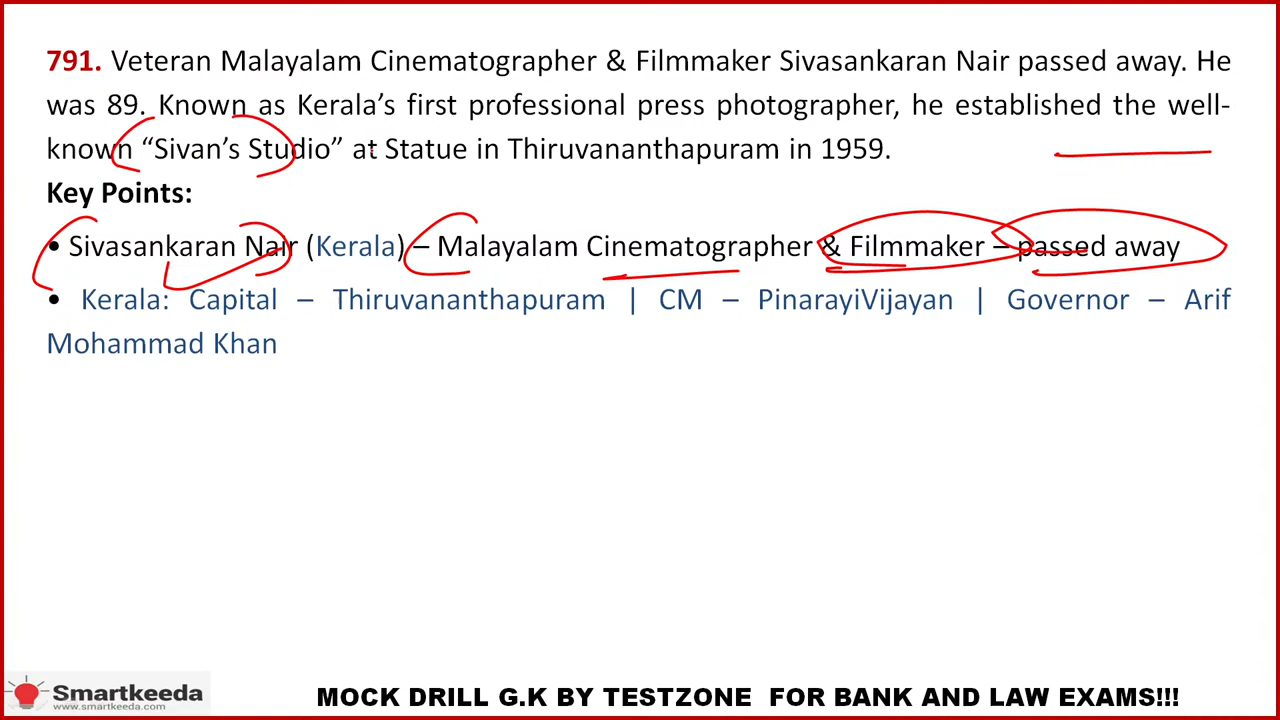 791. Veteran Malayalam Cinematographer & Filmmaker Sivasankaran Nair passed away. He
was 89. Known as Kerala’s first professional press photographer, he established the well-
known “Sivan’s Studio” at Statue in Thiruvananthapuram in 1959.
Key Points:
• Sivasankaran Nair (Kerala) – Malayalam Cinematographer & Filmmaker – passed away
• Kerala: Capital – Thiruvananthapuram | CM – PinarayiVijayan | Governor – Arif
Mohammad Khan
Smartkeeda
www.smartkeeda.com
MOCK DRILL G.K BY TESTZONE FOR BANK AND LAW EXAMS!!!